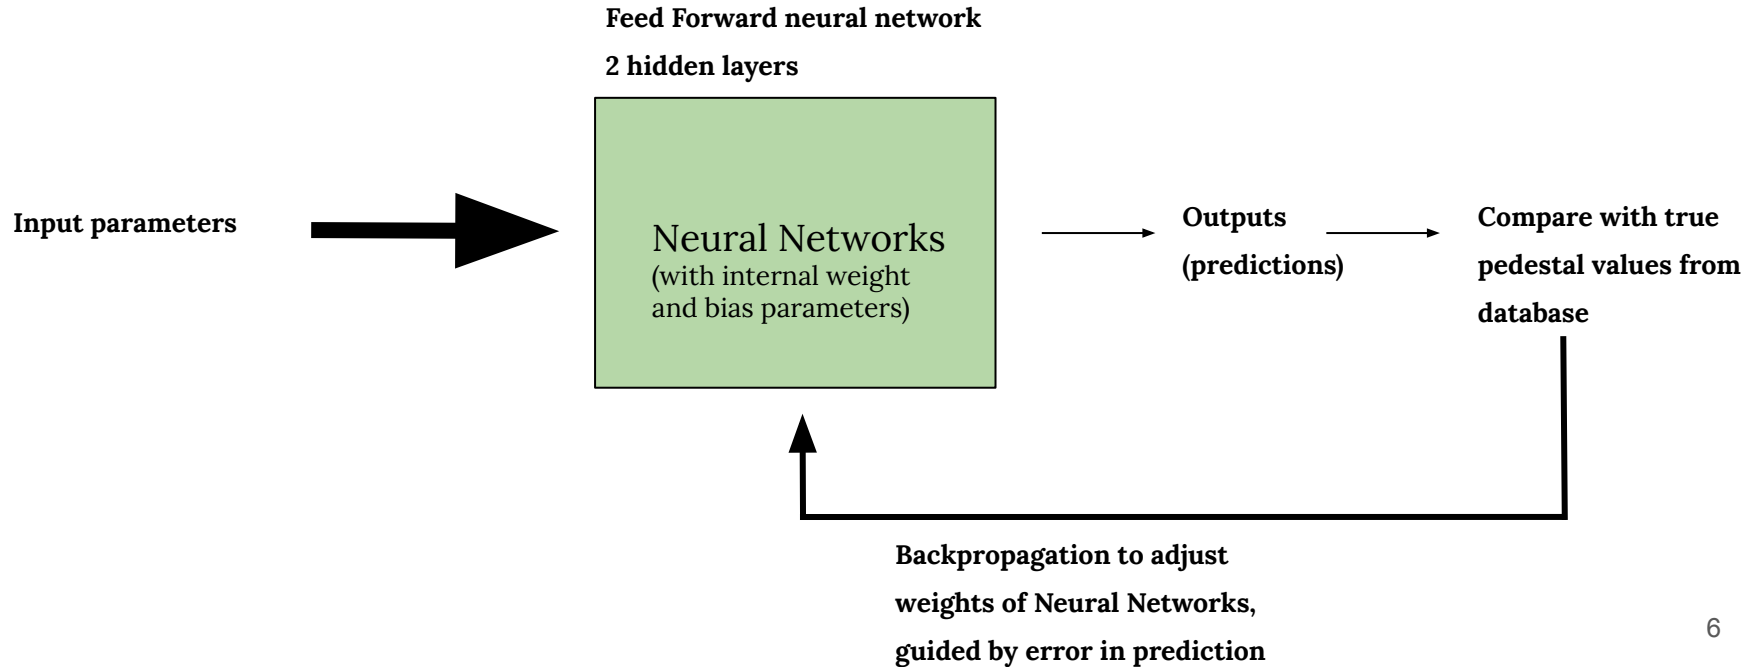 Feed Forward neural network
2 hidden layers
Input parameters
Neural Networks
(with internal weight
and bias parameters)
Outputs
(predictions)
Compare with true
pedestal values from
database
Backpropagation to adjust
weights of Neural Networks,
guided by error in prediction
6